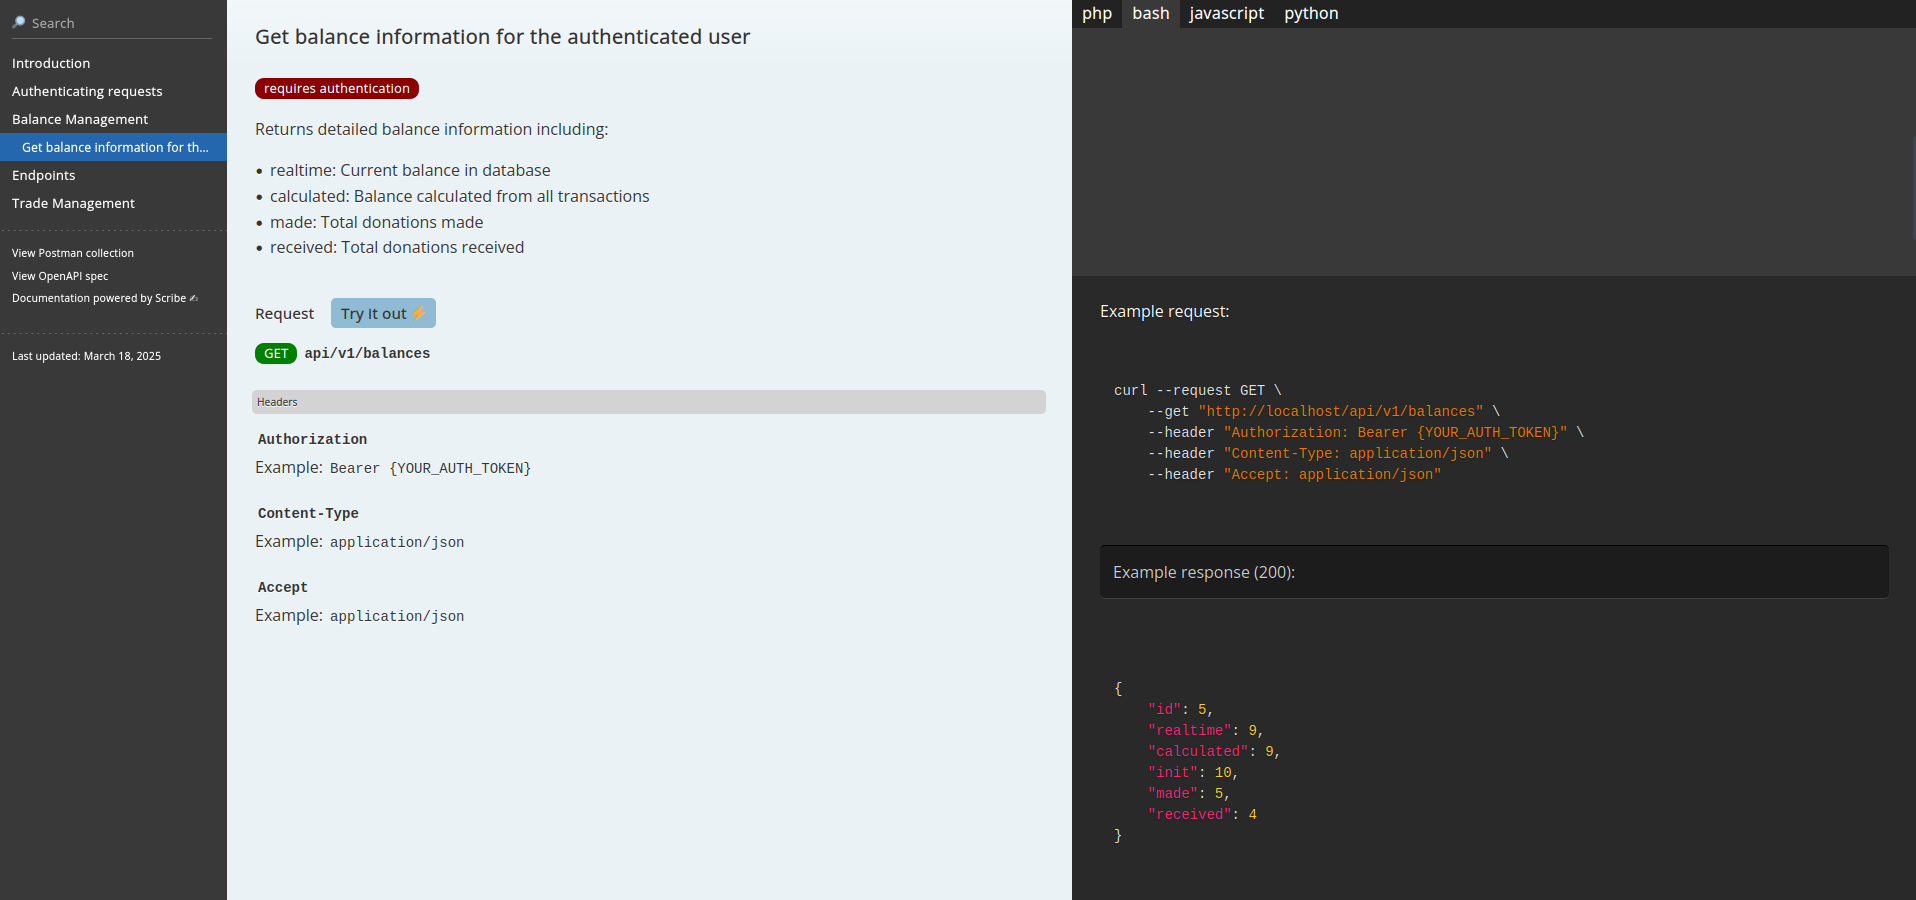 Search
Introduction
Authenticating requests
Balance Management
Get balance information for th...
Endpoints
Trade Management
View Postman collection
View OpenAPI spec
Documentation powered by Scribe ✍
Last updated: March 18, 2025
Get balance information for the authenticated user
requires authentication
Returns detailed balance information including:
• realtime: Current balance in database
• calculated: Balance calculated from all transactions
• made: Total donations made
• received: Total donations received
Request Try it out ⚡
GET api/v1/balances
Headers
Authorization
Example: Bearer {YOUR_AUTH_TOKEN}
Content-Type
Example: application/json
Accept
Example: application/json
php bash javascript python
Example request:
curl --request GET \
    --get "http://localhost/api/v1/balances" \
    --header "Authorization: Bearer {YOUR_AUTH_TOKEN}" \
    --header "Content-Type: application/json" \
    --header "Accept: application/json"
Example response (200):
{
    "id": 5,
    "realtime": 9,
    "calculated": 9,
    "init": 10,
    "made": 5,
    "received": 4
}